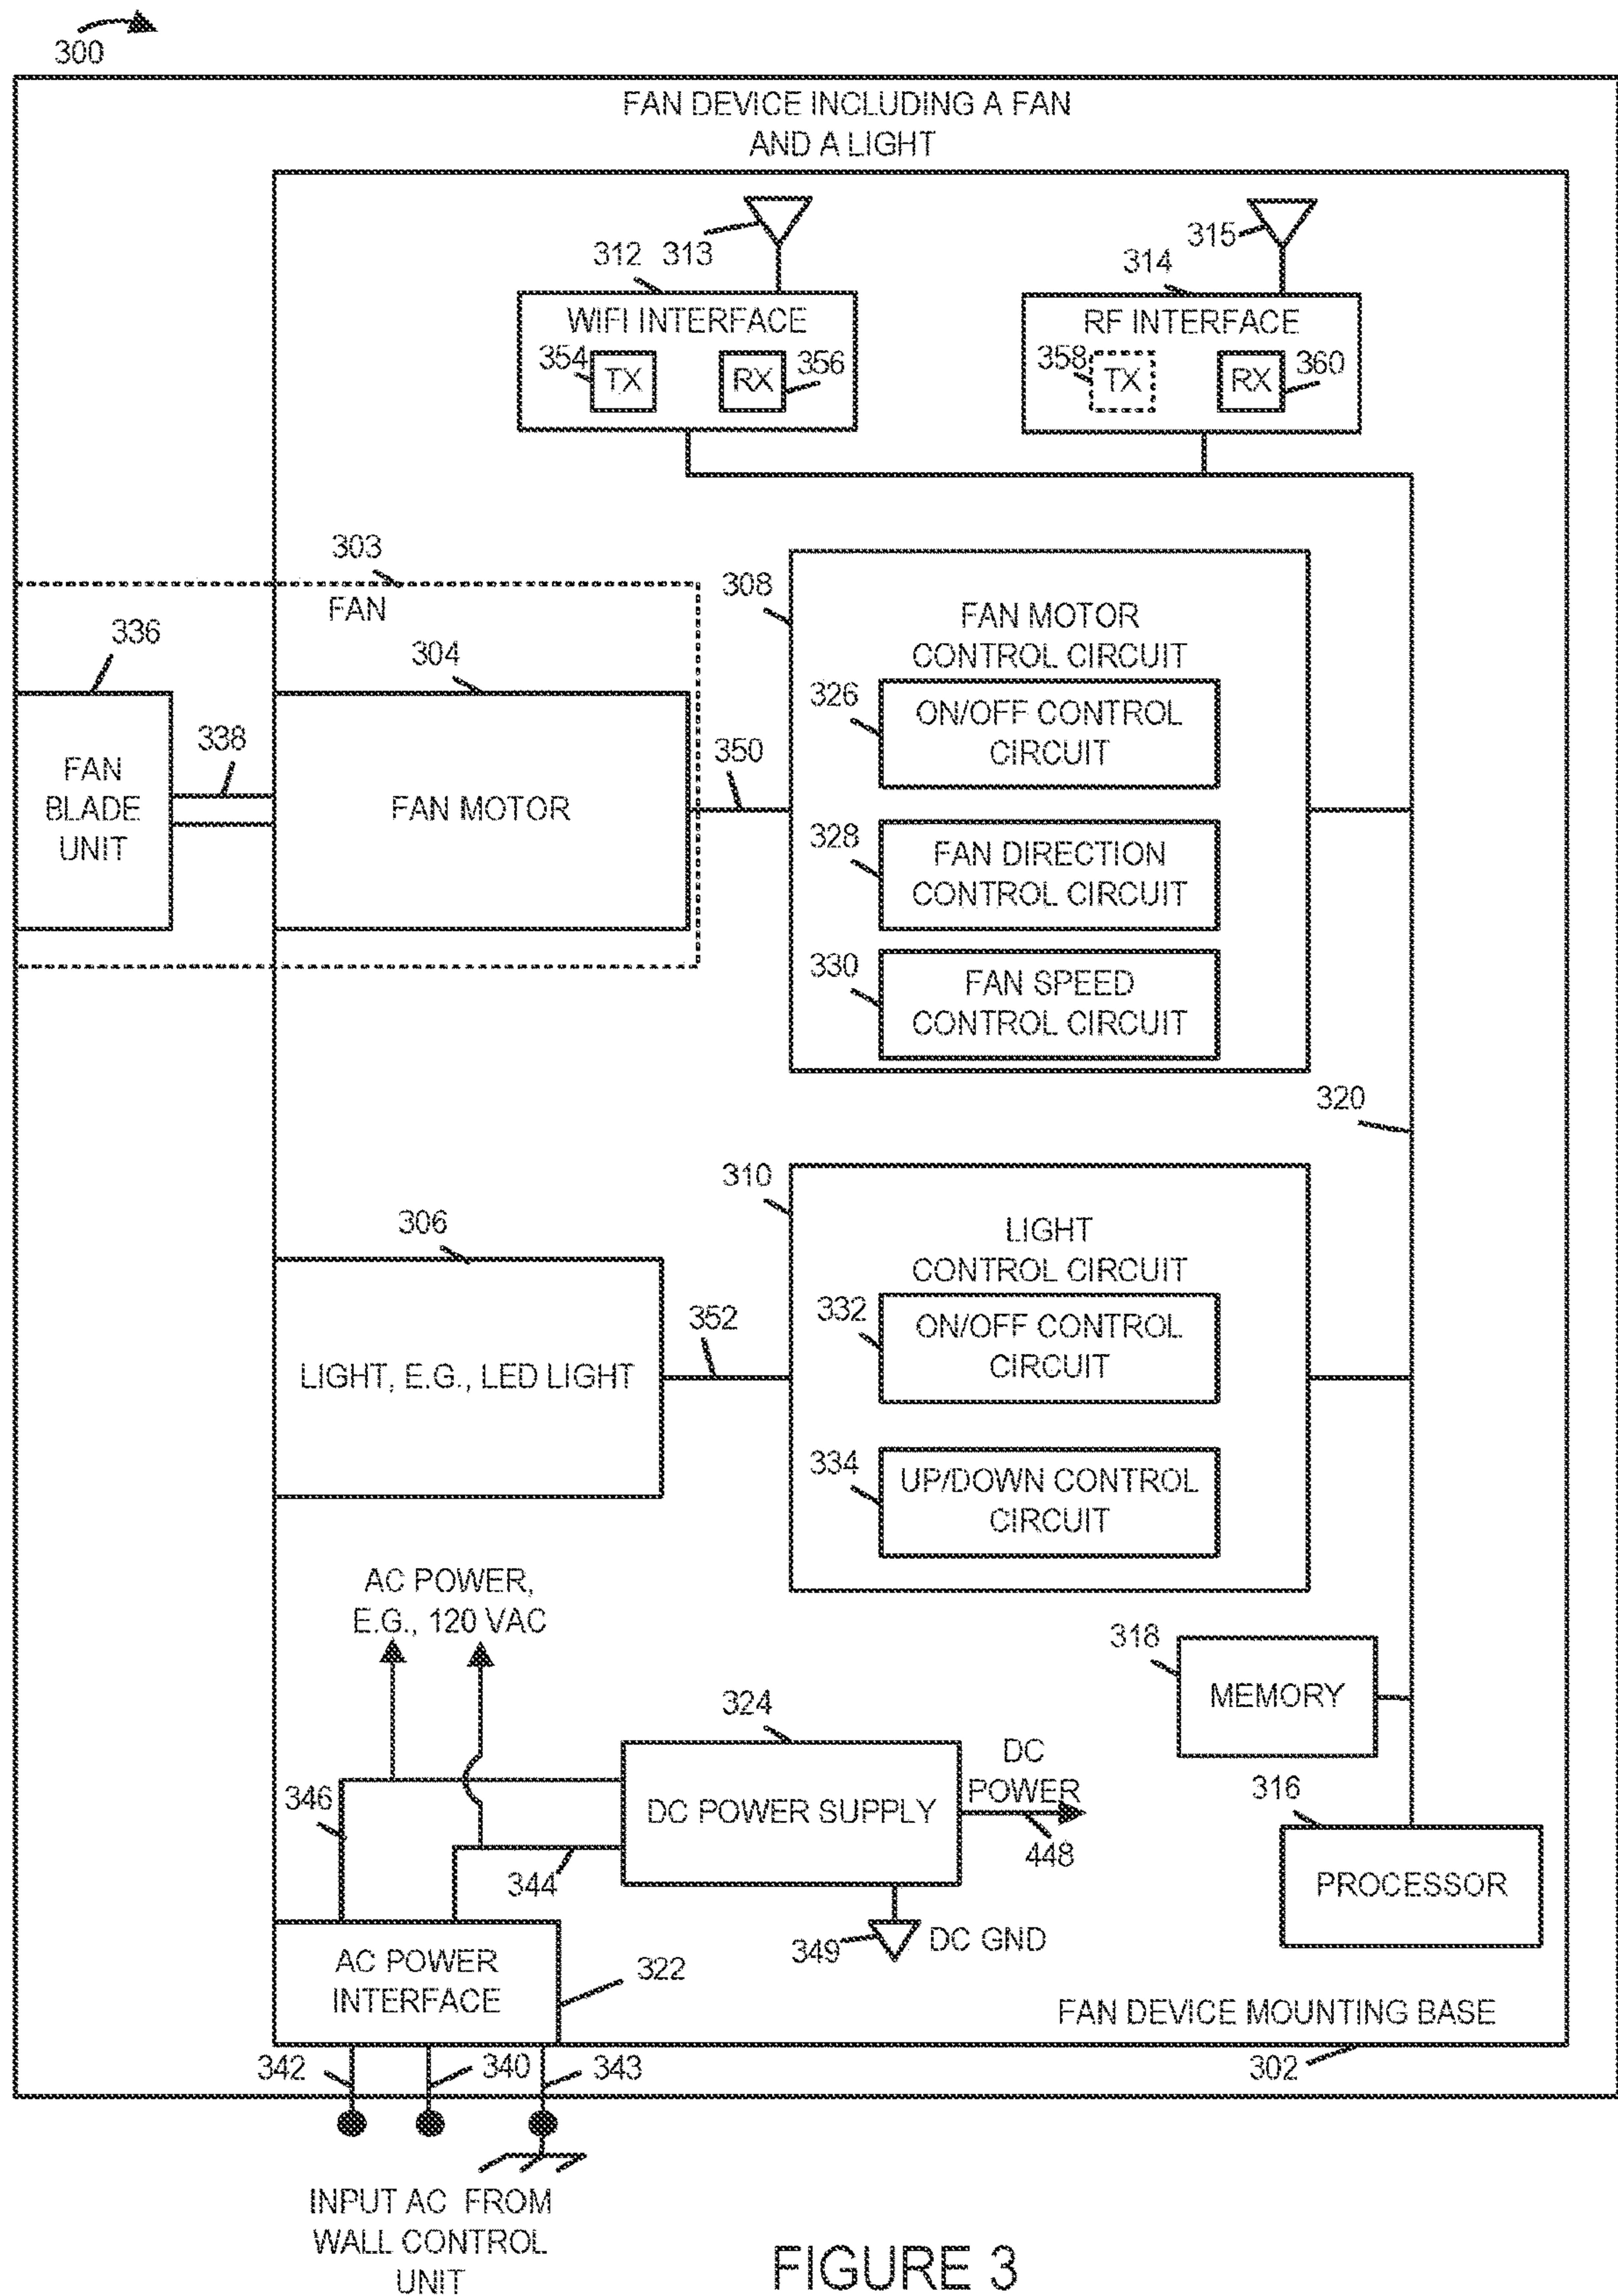 300
FAN DEVICE INCLUDING A FAN
AND A LIGHT
312 313
315
314
WIFI INTERFACE
354
TX
RX
356
RF INTERFACE
358
TX
RX
360
303
FAN
336
304
308
FAN MOTOR
CONTROL CIRCUIT
326
ON/OFF CONTROL
CIRCUIT
338
350
FAN
BLADE
UNIT
FAN MOTOR
328
FAN DIRECTION
CONTROL CIRCUIT
330
FAN SPEED
CONTROL CIRCUIT
320
310
306
LIGHT
CONTROL CIRCUIT
332
ON/OFF CONTROL
CIRCUIT
352
LIGHT, E.G., LED LIGHT
334
UP/DOWN CONTROL
CIRCUIT
AC POWER,
E.G., 120 VAC
318
MEMORY
324
DC
POWER
346
DC POWER SUPPLY
448
316
344
PROCESSOR
349
DC GND
AC POWER
INTERFACE
322
FAN DEVICE MOUNTING BASE
342
340
343
302
INPUT AC FROM
WALL CONTROL
UNIT
FIGURE 3